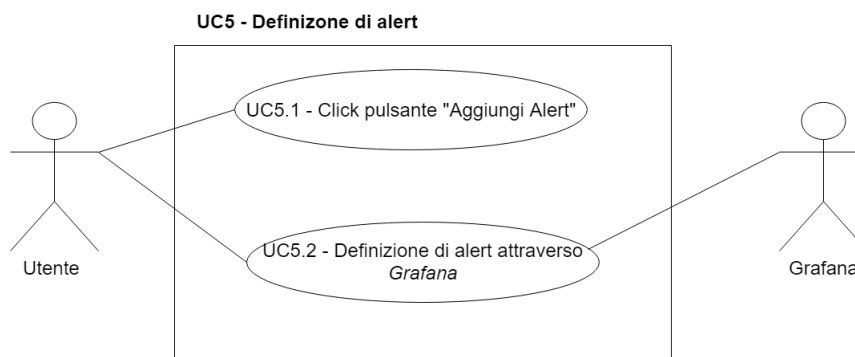 UC5 - Definizone di alert
UC5.1 - Click pulsante "Aggiungi Alert"
UC5.2 - Definizione di alert attraverso
Grafana
Utente
Grafana